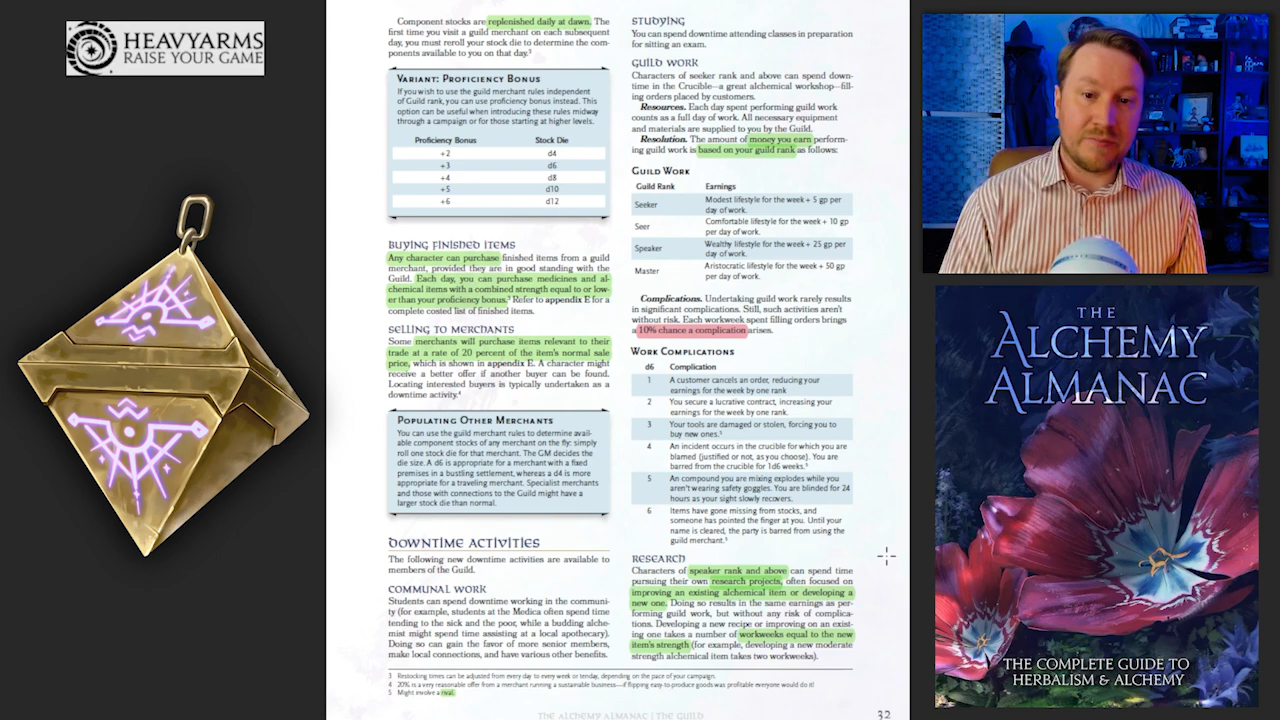 HEAVYARMS
RAISE YOUR GAME
Component stocks are replenished daily at dawn. The
first time you visit a guild merchant on each subsequent
day, you must reroll your stock die to determine the com-
ponents available to you on that day.³
Variant: Proficiency Bonus
If you wish to use the guild merchant rules independent
of Guild rank, you can use proficiency bonus instead. This
option can be useful when introducing these rules midway
through a campaign or for those starting at higher levels.
Proficiency Bonus Stock Die
+2 d4
+3 d6
+4 d8
+5 d10
+6 d12
Buying Finished Items
Any character can purchase finished items from a guild
merchant, provided they are in good standing with the
Guild. Each day, you can purchase medicines and al-
chemical items with a combined strength equal to or low-
er than your proficiency bonus.³ Refer to appendix E for a
complete costed list of finished items.
Selling to Merchants
Some merchants will purchase items relevant to their
trade at a rate of 20 percent of the item's normal sale
price, which is shown in appendix E. A character might
receive a better offer if another buyer can be found.
Locating interested buyers is typically undertaken as a
downtime activity.⁴
Populating Other Merchants
You can use the guild merchant rules to determine avail-
able component stocks of any merchant on the fly: simply
roll one stock die for that merchant. The GM decides the
die size. A d6 is appropriate for a merchant with a fixed
premises in a bustling settlement, whereas a d4 is more
appropriate for a traveling merchant. Specialist merchants
and those with connections to the Guild might have a
larger stock die than normal.
Downtime Activities
The following new downtime activities are available to
members of the Guild.
Communal Work
Students can spend downtime working in the communi-
ty (for example, students at the Medica often spend time
tending to the sick and the poor, while a budding alche-
mist might spend time assisting at a local apothecary).
Doing so can gain the favor of more senior members,
make local connections, and have various other benefits.
Studying
You can spend downtime attending classes in preparation
for sitting an exam.
Guild Work
Characters of seeker rank and above can spend down-
time in the Crucible—a great alchemical workshop—fill-
ing orders placed by customers.
Resources. Each day spent performing guild work
counts as a full day of work. All necessary equipment
and materials are supplied to you by the Guild.
Resolution. The amount of money you earn perform-
ing guild work is based on your guild rank as follows:
Guild Work
Guild Rank Earnings
Seeker Modest lifestyle for the week + 5 gp
per day of work.
Seer Comfortable lifestyle for the week + 10 gp
per day of work.
Speaker Wealthy lifestyle for the week + 25 gp per
day of work.
Master Aristocratic lifestyle for the week + 50 gp
per day of work.
Complications. Undertaking guild work rarely results
in significant complications. Still, such activities aren't
without risk. Each workweek spent filling orders brings
a 10% chance a complication arises.
Work Complications
d6 Complication
1 A customer cancels an order, reducing your
earnings for the week by one rank
2 You secure a lucrative contract, increasing your
earnings for the week by one rank.
3 Your tools are damaged or stolen, forcing you to
buy new ones.⁵
4 An incident occurs in the crucible for which you are
blamed (justified or not, as you choose). You are
barred from the crucible for 1d6 weeks.⁵
5 An compound you are mixing explodes while you
aren't wearing safety goggles. You are blinded for 24
hours as your sight slowly recovers.
6 Items have gone missing from stocks, and
someone has pointed the finger at you. Until your
name is cleared, the party is barred from using the
guild merchant.⁵
Research
Characters of speaker rank and above can spend time
pursuing their own research projects, often focused on
improving an existing alchemical item or developing a
new one. Doing so results in the same earnings as per-
forming guild work, but without any risk of complica-
tions. Developing a new recipe or improving on an exist-
ing one takes a number of workweeks equal to the new
item's strength (for example, developing a new moderate
strength alchemical item takes two workweeks).
3 Restocking times can be adjusted from every day to every week or tenday, depending on the pace of your campaign.
4 20% is a very reasonable offer from a merchant running a sustainable business—if flipping easy-to-produce goods was profitable everyone would do it!
5 Might involve a rival.
THE ALCHEMY ALMANAC | THE GUILD
32
THE
ALCHEMY
ALMANAC
THE COMPLETE GUIDE TO
HERBALISM & ALCHEMY